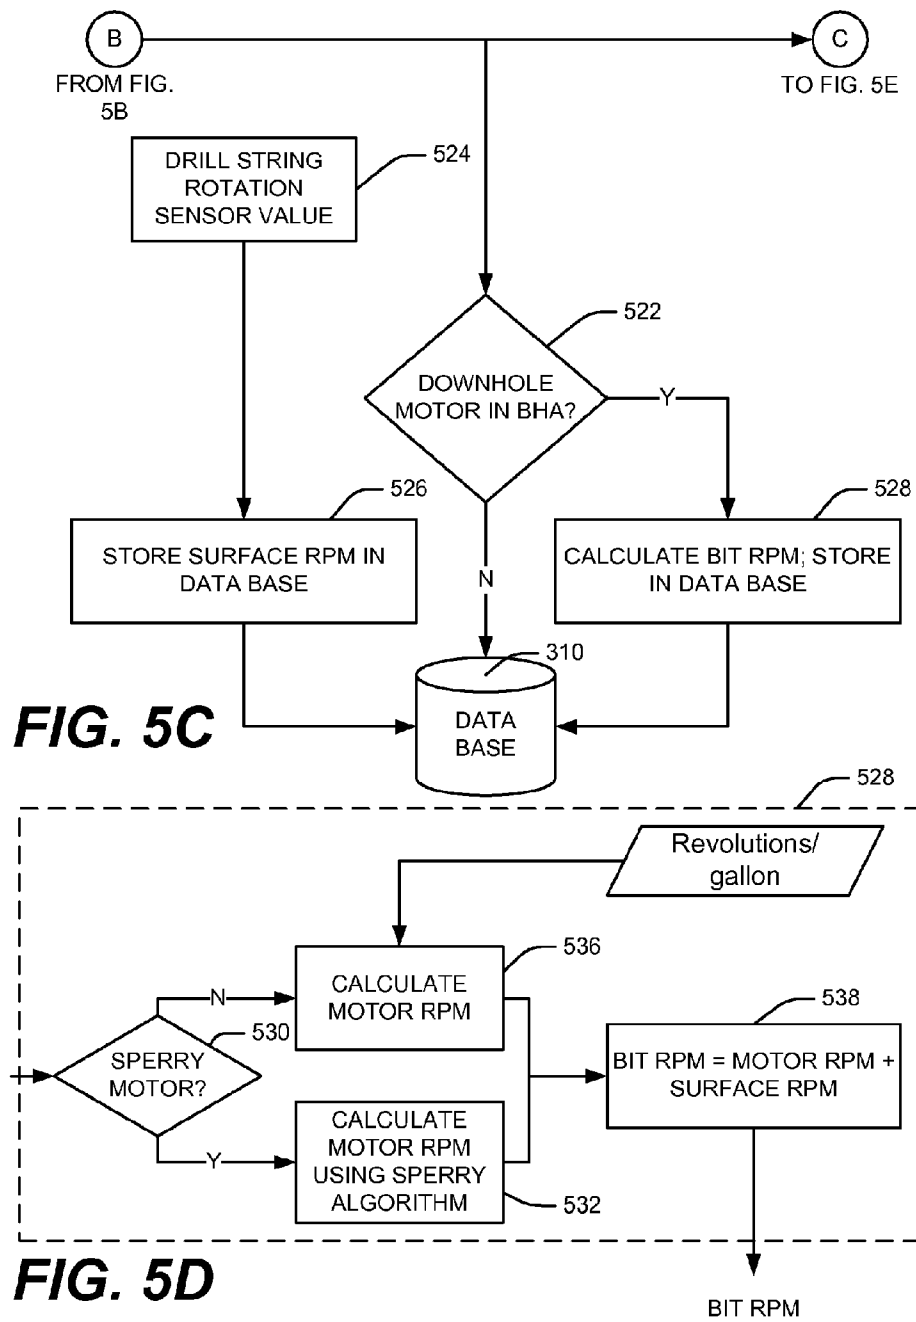 B
C
FROM FIG.
5B
TO FIG. 5E
DRILL STRING
ROTATION
SENSOR VALUE
524
522
DOWNHOLE
MOTOR IN BHA?
Y
526
528
STORE SURFACE RPM IN
DATA BASE
N
CALCULATE BIT RPM; STORE
IN DATA BASE
310
DATA
BASE
FIG. 5C
528
Revolutions/
gallon
536
CALCULATE
MOTOR RPM
N
530
SPERRY
MOTOR?
538
BIT RPM = MOTOR RPM +
SURFACE RPM
Y
CALCULATE
MOTOR RPM
USING SPERRY
ALGORITHM
532
FIG. 5D
BIT RPM